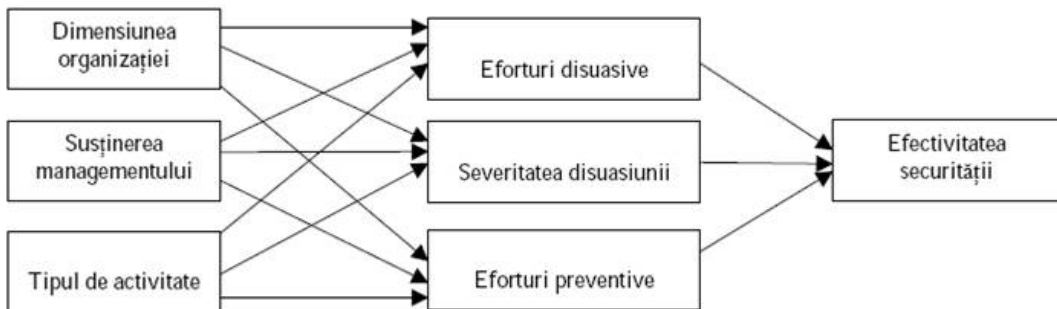 Dimensiunea
organizației
Susținerea
managementului
Tipul de activitate
Eforturi disuasive
Severitatea disuasiunii
Eforturi preventive
Efectivitatea
securității